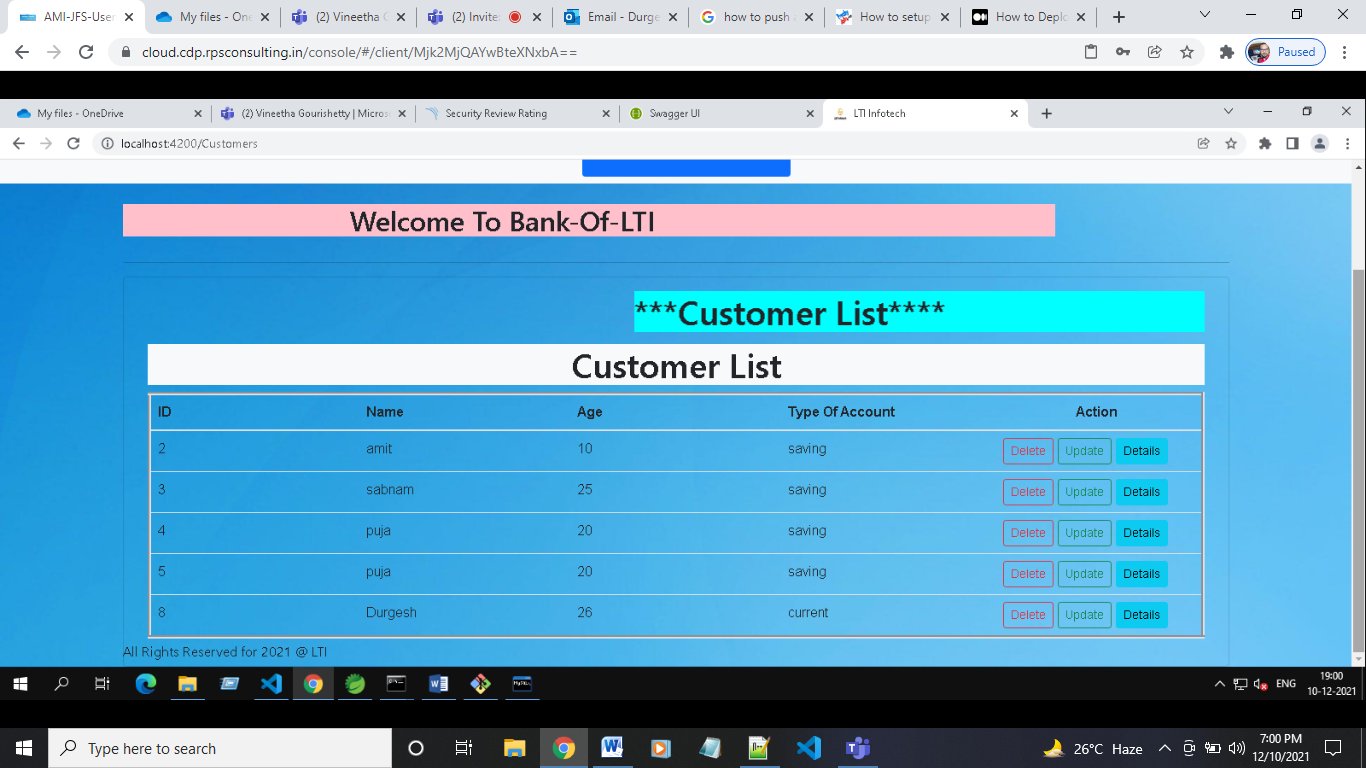 AMI-JFS-User
My files - One
(2) Vineetha G
(2) Invite
Email - Durge
how to push a
How to setup
How to Deplo
cloud.cdp.rpsconsulting.in/console/#/client/Mjk2MjQAYwBteXNxbA==
Paused
My files - OneDrive
(2) Vineetha Gourishetty | Micros
Security Review Rating
Swagger UI
LTI Infotech
localhost:4200/Customers
Welcome To Bank-Of-LTI
***Customer List****
Customer List
ID Name Age Type Of Account Action
2 amit 10 saving Delete Update Details
3 sabnam 25 saving Delete Update Details
4 puja 20 saving Delete Update Details
5 puja 20 saving Delete Update Details
8 Durgesh 26 current Delete Update Details
All Rights Reserved for 2021 @ LTI
ENG
19:00
10-12-2021
Type here to search
26°C Haze
7:00 PM
12/10/2021